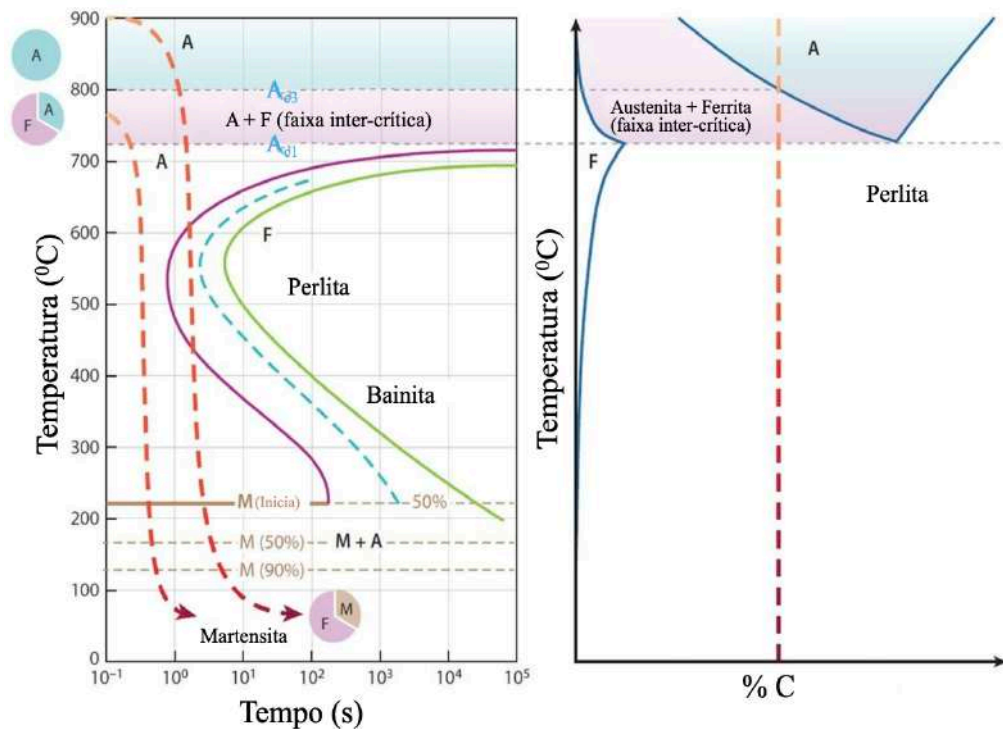 Temperatura (⁰C)
900
800
700
600
500
400
300
200
100
0
A
F
A
A
A
A
F
M
A + F (faixa inter-crítica)
F
Perlita
Bainita
M (Inicia)
50%
M (50%)
M + A
M (90%)
Martensita
10⁻¹
10⁰
10¹
10²
10³
10⁴
10⁵
Tempo (s)
Temperatura (⁰C)
A
Austenita + Ferrita
(faixa inter-crítica)
F
Perlita
% C